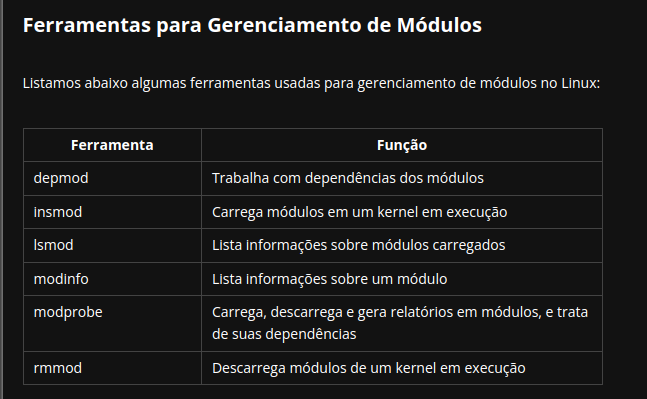 Ferramentas para Gerenciamento de Módulos
Listamos abaixo algumas ferramentas usadas para gerenciamento de módulos no Linux:
Ferramenta Função
depmod Trabalha com dependências dos módulos
insmod Carrega módulos em um kernel em execução
lsmod Lista informações sobre módulos carregados
modinfo Lista informações sobre um módulo
modprobe Carrega, descarrega e gera relatórios em módulos, e trata
de suas dependências
rmmod Descarrega módulos de um kernel em execução